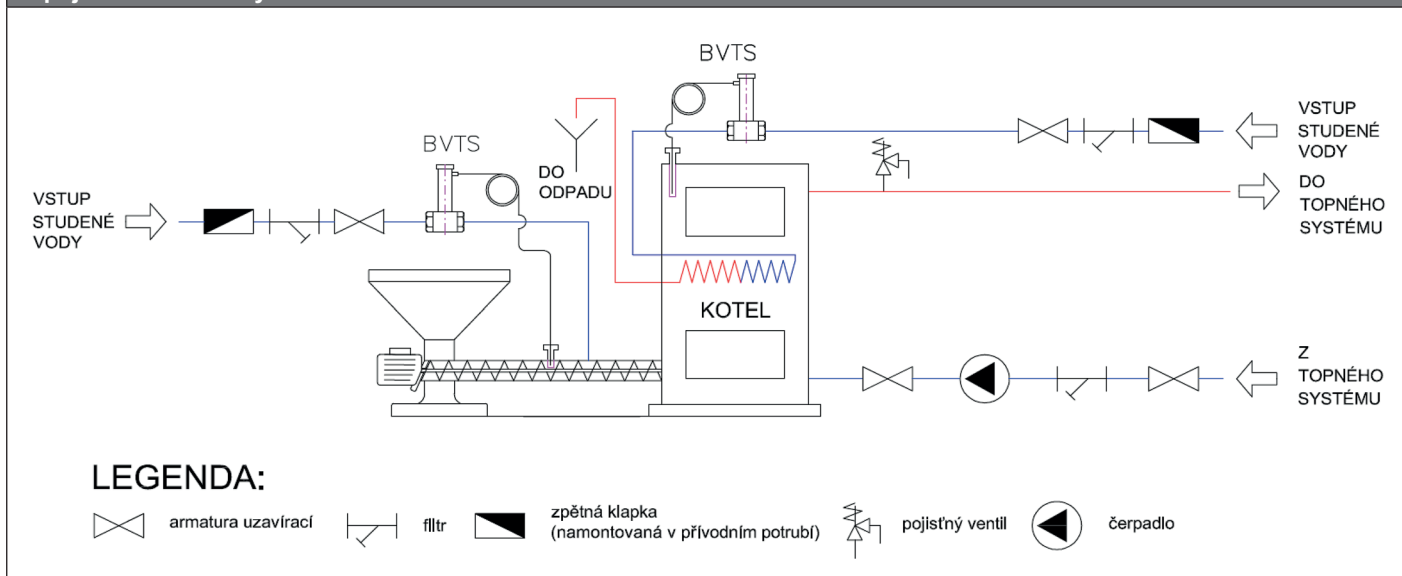 BVTS
VSTUP
STUDENÉ
VODY
DO
TOPNÉHO
SYSTÉMU
BVTS
DO
ODPADU
VSTUP
STUDENÉ
VODY
KOTEL
Z
TOPNÉHO
SYSTÉMU
LEGENDA:
armatura uzavírací
filtr
zpětná klapka
(namontovaná v přívodním potrubí)
pojisťný ventil
čerpadlo